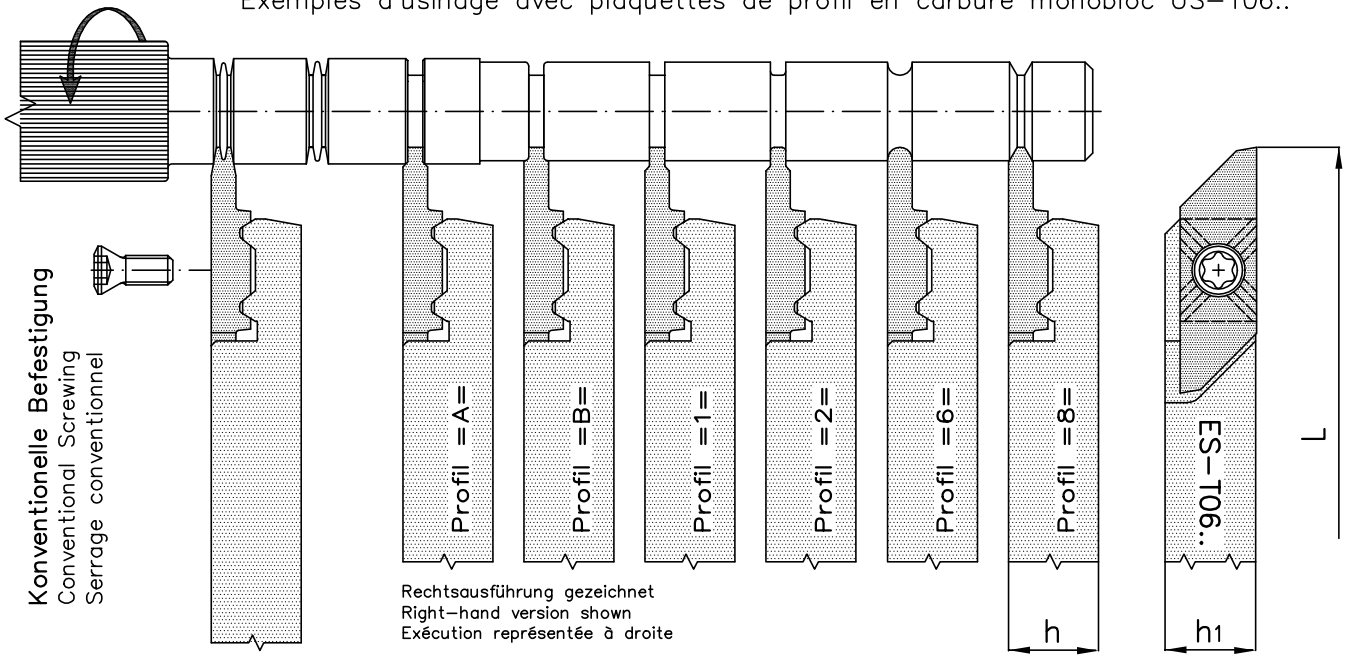 Exemples d'usinage avec plaquettes de profil en carbure monobloc US-T06..
Konventionelle Befestigung
Conventional Screwing
Serrage conventionnel
Profil =A=
Profil =B=
Profil =1=
Profil =2=
Profil =6=
Profil =8=
ES-T06..
L
Rechtsausführung gezeichnet
Right-hand version shown
Exécution représentée à droite
h
h1